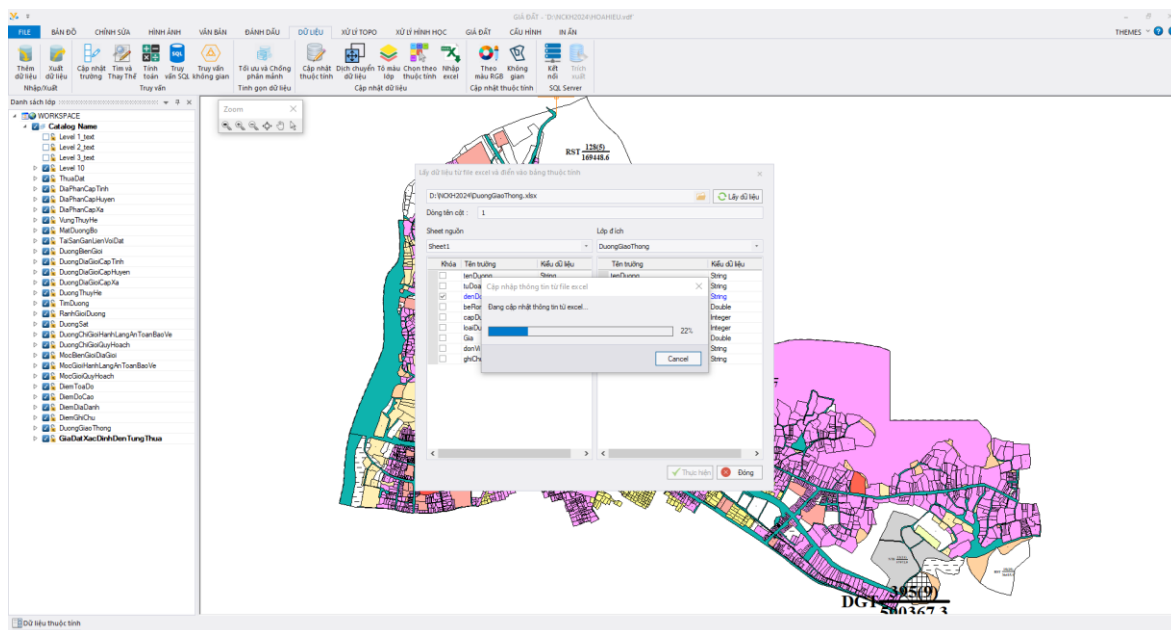 GIÁ ĐẤT - 'D:\NCKH2024\HOAHIEU.vdf'
FILE BẢN ĐỒ CHỈNH SỬA HÌNH ẢNH VĂN BẢN ĐÁNH DẤU DỮ LIỆU XỬ LÝ TOPO XỬ LÍ HÌNH HỌC GIÁ ĐẤT CẤU HÌNH IN ẤN THEMES
Thêm dữ liệu Xuất dữ liệu Cập nhật trường Tìm và Thay Thế Tính toán Truy vấn SQL Truy vấn không gian Tối ưu và Chống phân mảnh Cập nhật thuộc tính Dịch chuyển dữ liệu Tô màu lớp Chọn theo thuộc tính Nhập excel Theo màu RGB Không gian Kết nối Trích xuất
Nhập/Xuất Truy vấn Tinh gọn dữ liệu Cập nhật dữ liệu Cập nhật thuộc tính SQL Server
Danh sách lớp
WORKSPACE
Catalog Name
Level 1_text
Level 2_text
Level 3_text
Level 10
ThuaDat
DiaPhanCapTinh
DiaPhanCapHuyen
DiaPhanCapXa
VungThuyHe
MatDuongBo
TaiSanGanLienVoiDat
DuongBienGioi
DuongDiaGioiCapTinh
DuongDiaGioiCapHuyen
DuongDiaGioiCapXa
DuongThuyHe
TimDuong
RanhGioiDuong
DuongSat
DuongChiGioiHanhLangAnToanBaoVe
DuongChiGioiQuyHoach
MocBienGioiDiaGioi
MocGioiHanhLangAnToanBaoVe
MocGioiQuyHoach
DiemToaDo
DiemDoCao
DiemDiaDanh
DiemGhiChu
DuongGiaoThong
GiaDatXacDinhDenTungThua
Zoom
RST 128(5)
169448.6
Lấy dữ liệu từ file excel và điền vào bảng thuộc tính
D:\NCKH2024\DuongGiaoThong.xlsx Lấy dữ liệu
Dòng tên cột : 1
Sheet nguồn Lớp đích
Sheet1 DuongGiaoThong
Khóa Tên trường Kiểu dữ liệu Tên trường Kiểu dữ liệu
tenDuong String tenDuong String
tuDoa String
denDo String
beRon Double
capD Integer
loaiDu Integer
Gia Double
donVi String
ghiChu String
Cập nhập thông tin từ file excel
Đang cập nhật thông tin từ excel...
22%
Cancel
Thực hiện Đóng
DGT 395(9)
500367.3
Dữ liệu thuộc tính